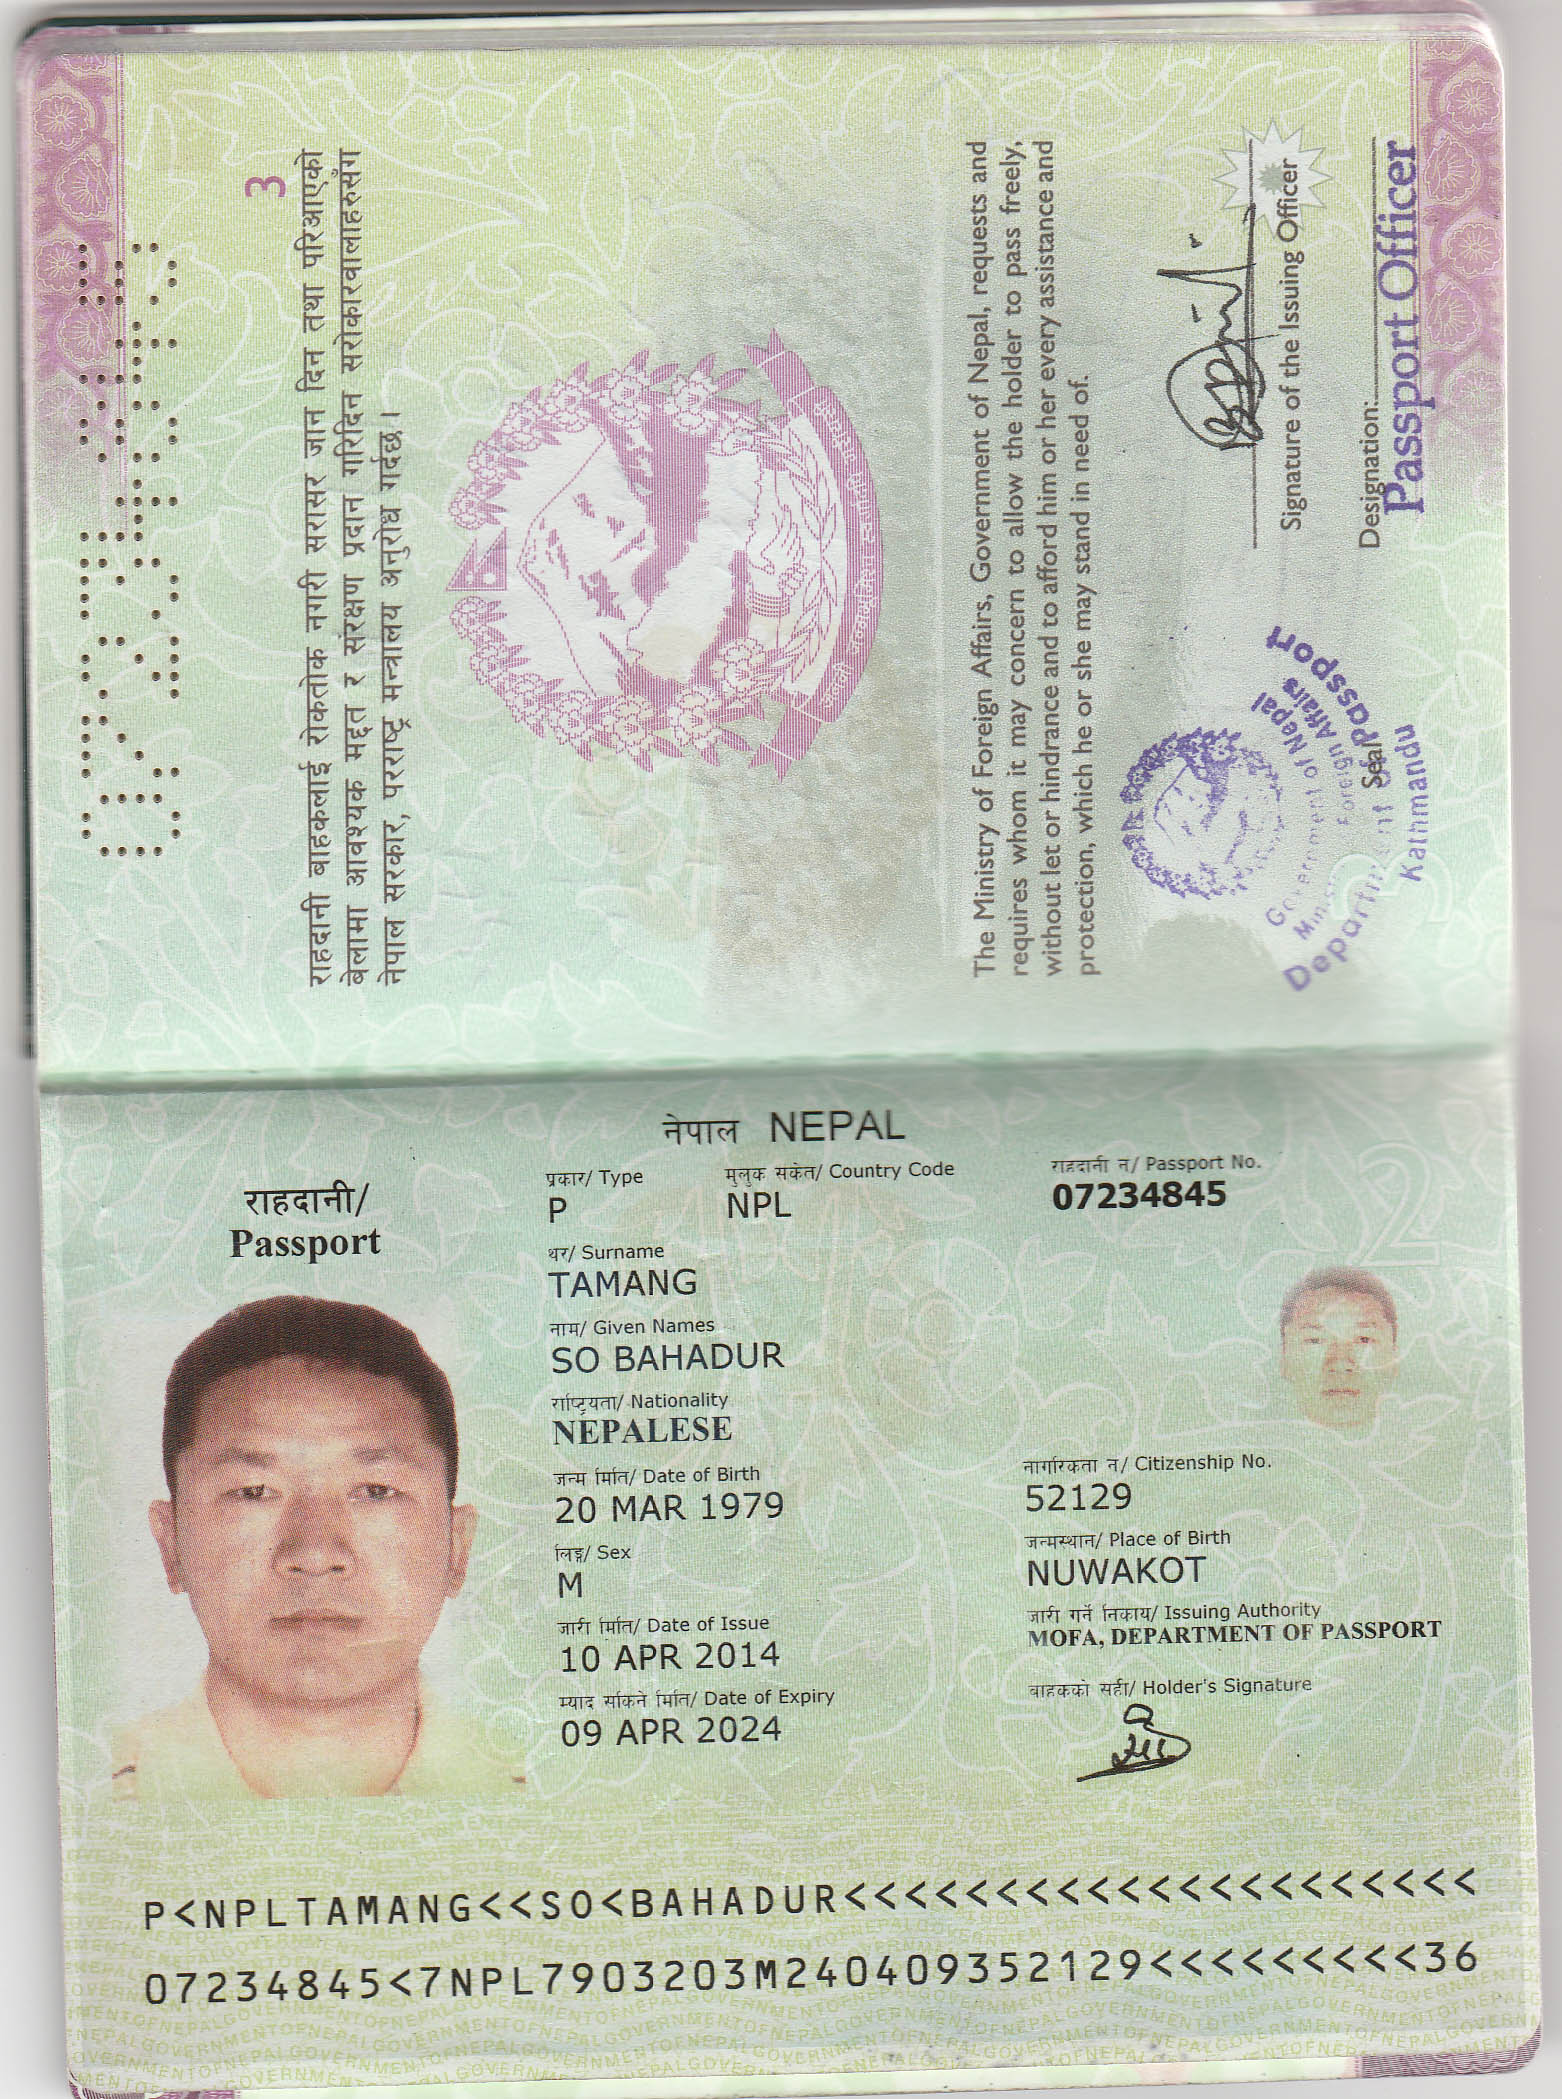 07234845
3
राहदानी बाहकलाई रोकतोक नगरी सरासर जान दिन तथा परिआएको
बेलामा आवश्यक मद्दत र संरक्षण प्रदान गरिदिन सरोकारवालाहरुसँग
नेपाल सरकार, परराष्ट्र मन्त्रालय अनुरोध गर्दछ।
The Ministry of Foreign Affairs, Government of Nepal, requests and
requires whom it may concern to allow the holder to pass freely,
without let or hindrance and to afford him or her every assistance and
protection, which he or she may stand in need of.
Signature of the Issuing Officer
Designation:
Passport Officer
Seal
Government of Nepal
Ministry Foreign Affairs
Department of Passport
Kathmandu
नेपाल NEPAL
राहदानी/
Passport
प्रकार/ Type
P
मुलुक संकेत/ Country Code
NPL
राहदानी नं/ Passport No.
07234845
2
थर/ Surname
TAMANG
नाम/ Given Names
SO BAHADUR
राष्ट्रियता/ Nationality
NEPALESE
जन्म मिति/ Date of Birth
20 MAR 1979
नागरिकता नं/ Citizenship No.
52129
लिङ्ग/ Sex
M
जन्मस्थान/ Place of Birth
NUWAKOT
जारी मिति/ Date of Issue
10 APR 2014
जारी गर्ने निकाय/ Issuing Authority
MOFA, DEPARTMENT OF PASSPORT
म्याद सकिने मिति/ Date of Expiry
09 APR 2024
बाहकको सही/ Holder's Signature
P<NPLTAMANG<<SO<BAHADUR<<<<<<<<<<<<<<<<<<<<<
07234845<7NPL7903203M240409352129<<<<<<<<<36